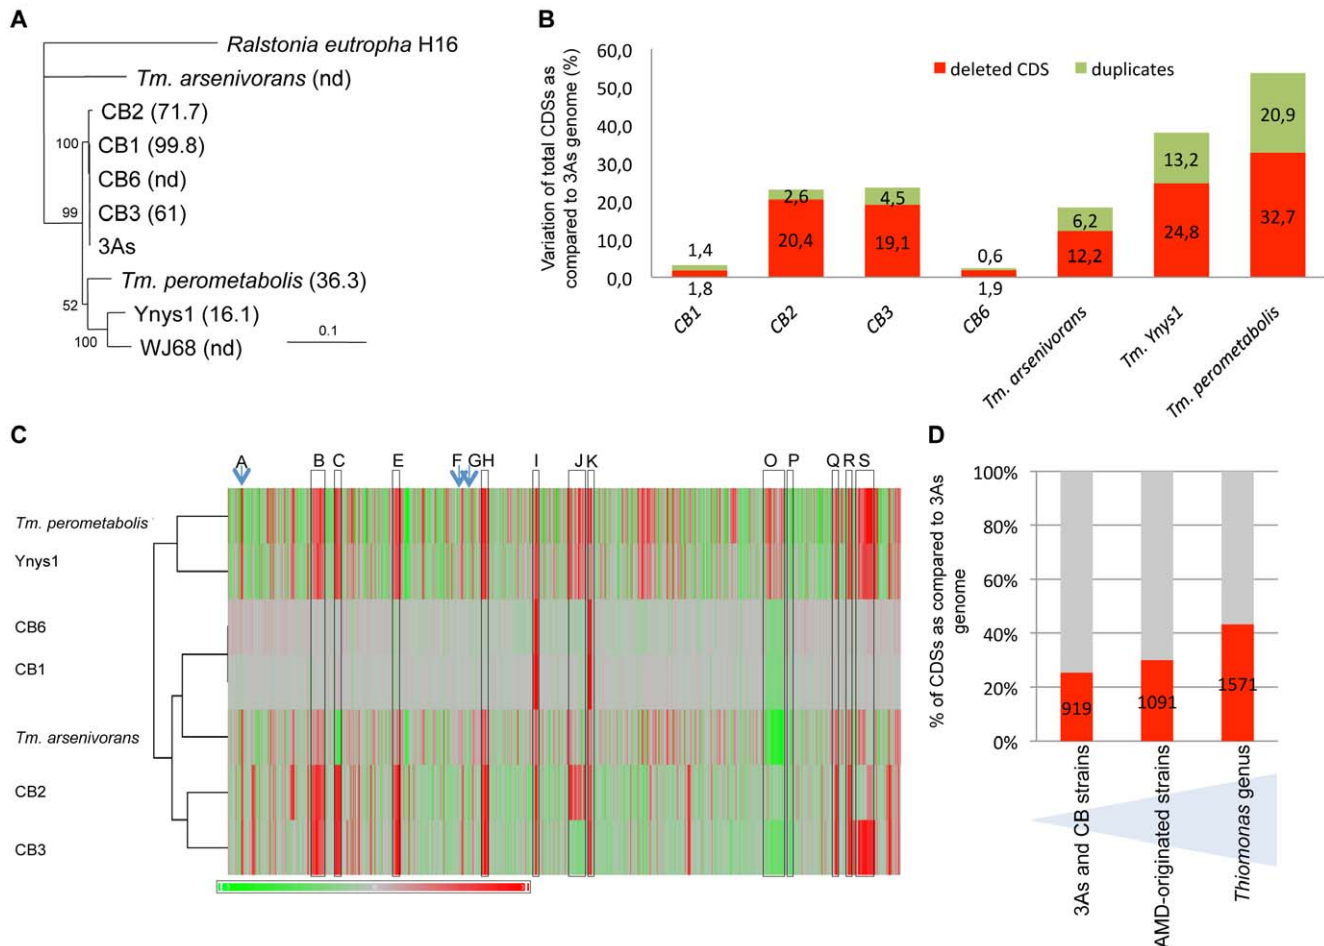 A
Ralstonia eutropha H16
Tm. arsenivorans (nd)
CB2 (71.7)
100
CB1 (99.8)
CB6 (nd)
99
CB3 (61)
3As
Tm. perometabolis (36.3)
52
Ynys1 (16.1)
0.1
100
WJ68 (nd)
B
Variation of total CDSs as
compared to 3As genome (%)
60,0
50,0
40,0
30,0
20,0
10,0
0,0
deleted CDS
duplicates
1,4
1,8
2,6
20,4
4,5
19,1
0,6
1,9
6,2
12,2
13,2
24,8
20,9
32,7
CB1
CB2
CB3
CB6
Tm. arsenivorans
Tm. Ynys1
Tm. perometabolis
C
A B C E F G H I J K O P Q R S
Tm. perometabolis
Ynys1
CB6
CB1
Tm. arsenivorans
CB2
CB3
D
% of CDSs as compared to 3As
genome
100%
80%
60%
40%
20%
0%
919
1091
1571
3As and CB strains
AMD-originated strains
Thiomonas genus